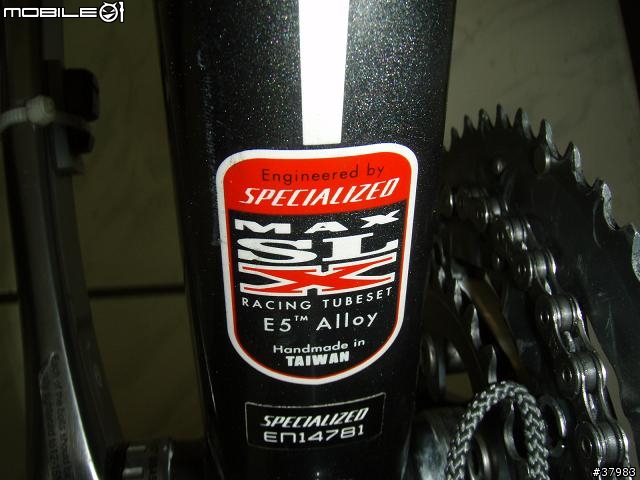 MOBILE01
Engineered by
SPECIALIZED
MAX
SL
X
RACING TUBESET
E5™ Alloy
Handmade in
TAIWAN
SPECIALIZED
EN14781
#37983